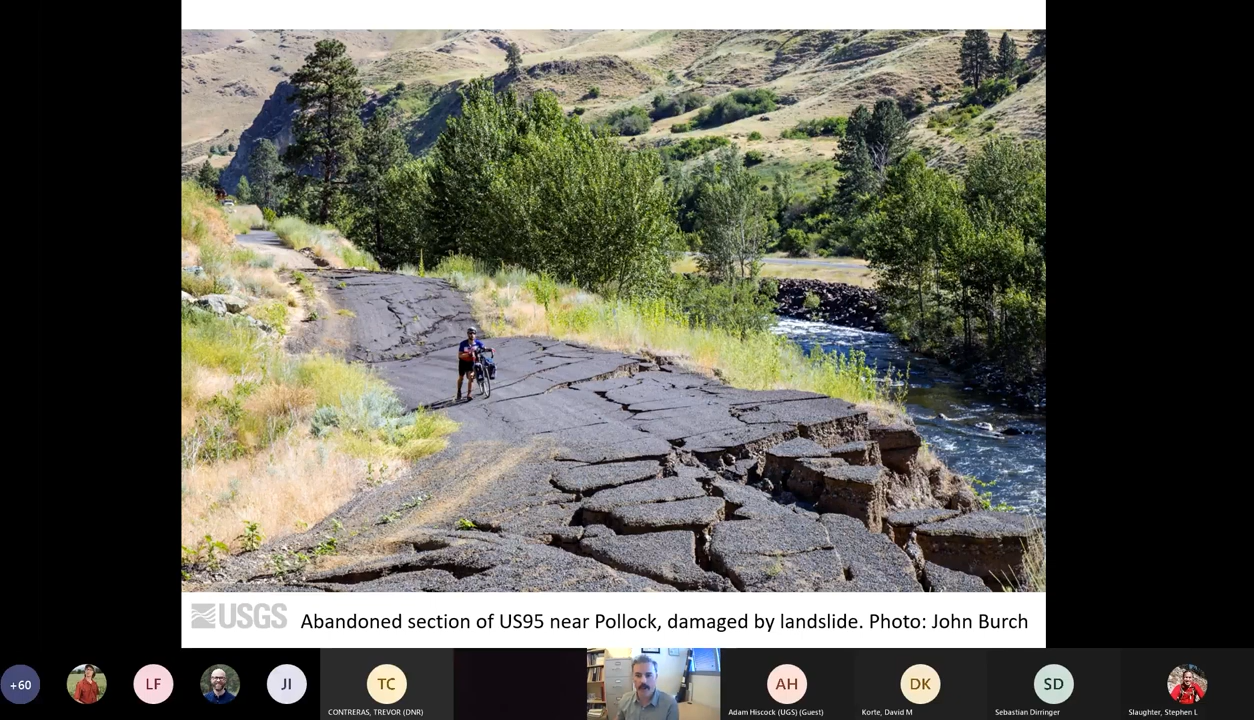 USGS
Abandoned section of US95 near Pollock, damaged by landslide. Photo: John Burch
+60
LF
JI
TC
CONTRERAS, TREVOR (DNR)
AH
Adam Hiscock (UGS) (Guest)
DK
Korte, David M
SD
Sebastian Dirringer
Slaughter, Stephen L